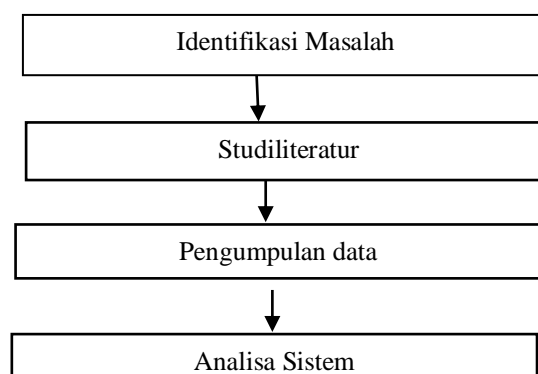 Identifikasi Masalah
Studiliteratur
Pengumpulan data
Analisa Sistem